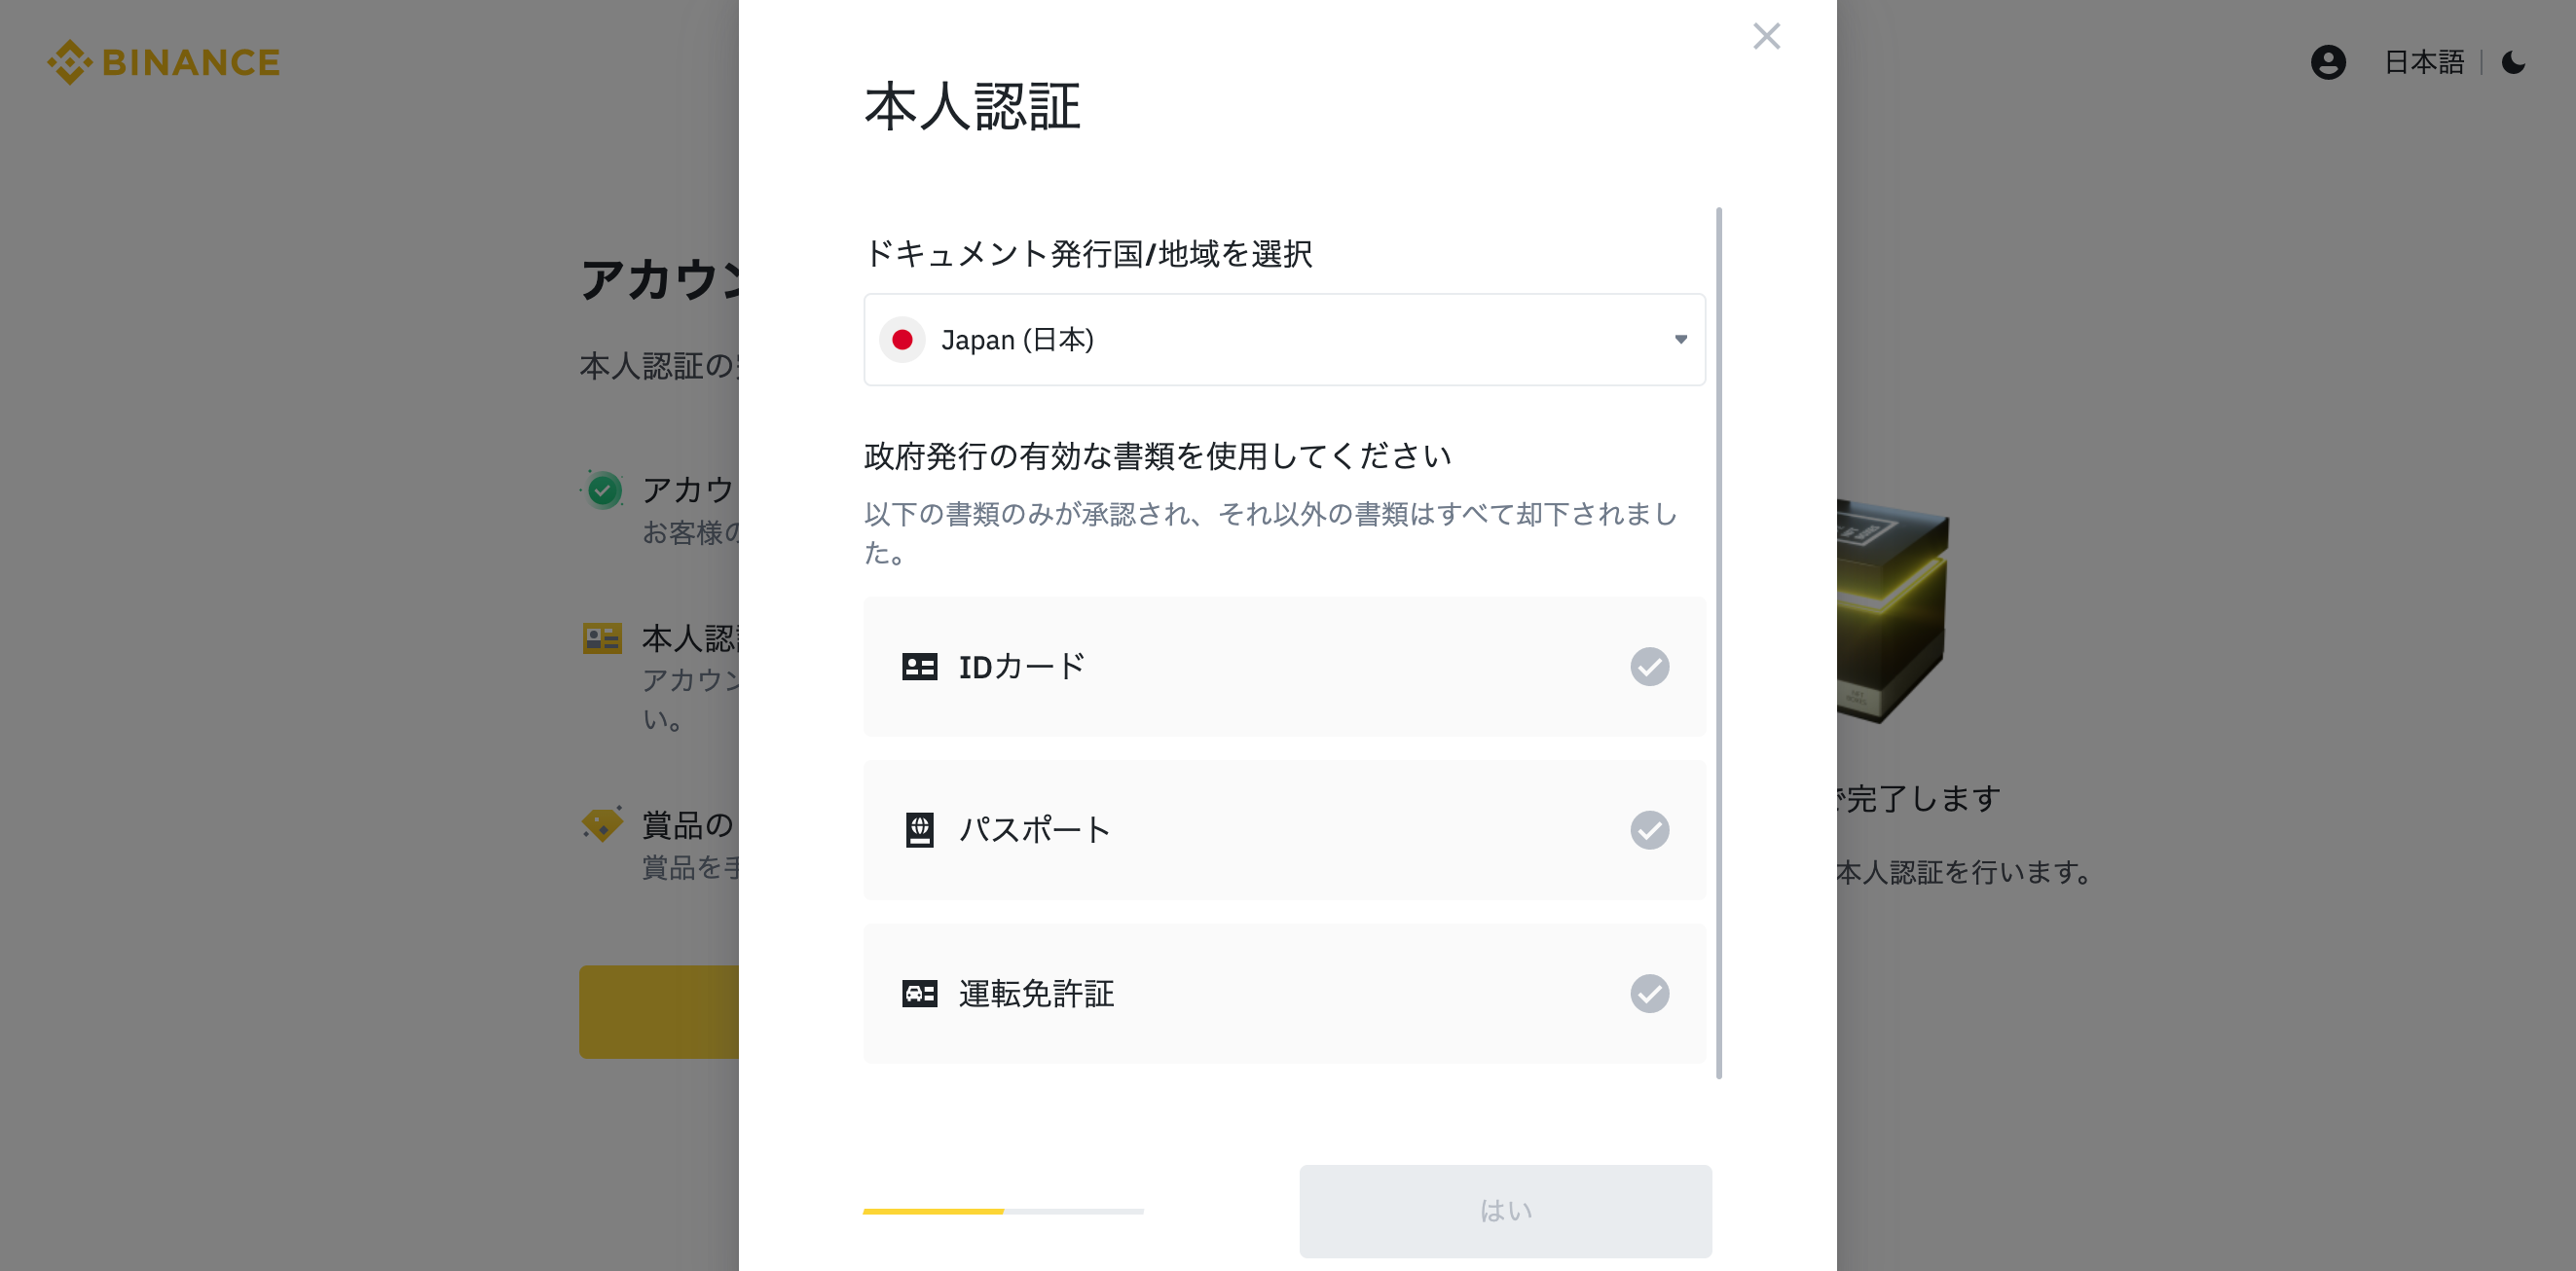 BINANCE
日本語
本人認証
ドキュメント発行国/地域を選択
Japan (日本)
政府発行の有効な書類を使用してください
以下の書類のみが承認され、それ以外の書類はすべて却下されまし
た。
IDカード
パスポート
運転免許証
はい
アカウン
本人認証の
アカウ
お客様の
本人認
アカウン
い。
賞品の
賞品を手
で完了します
本人認証を行います。